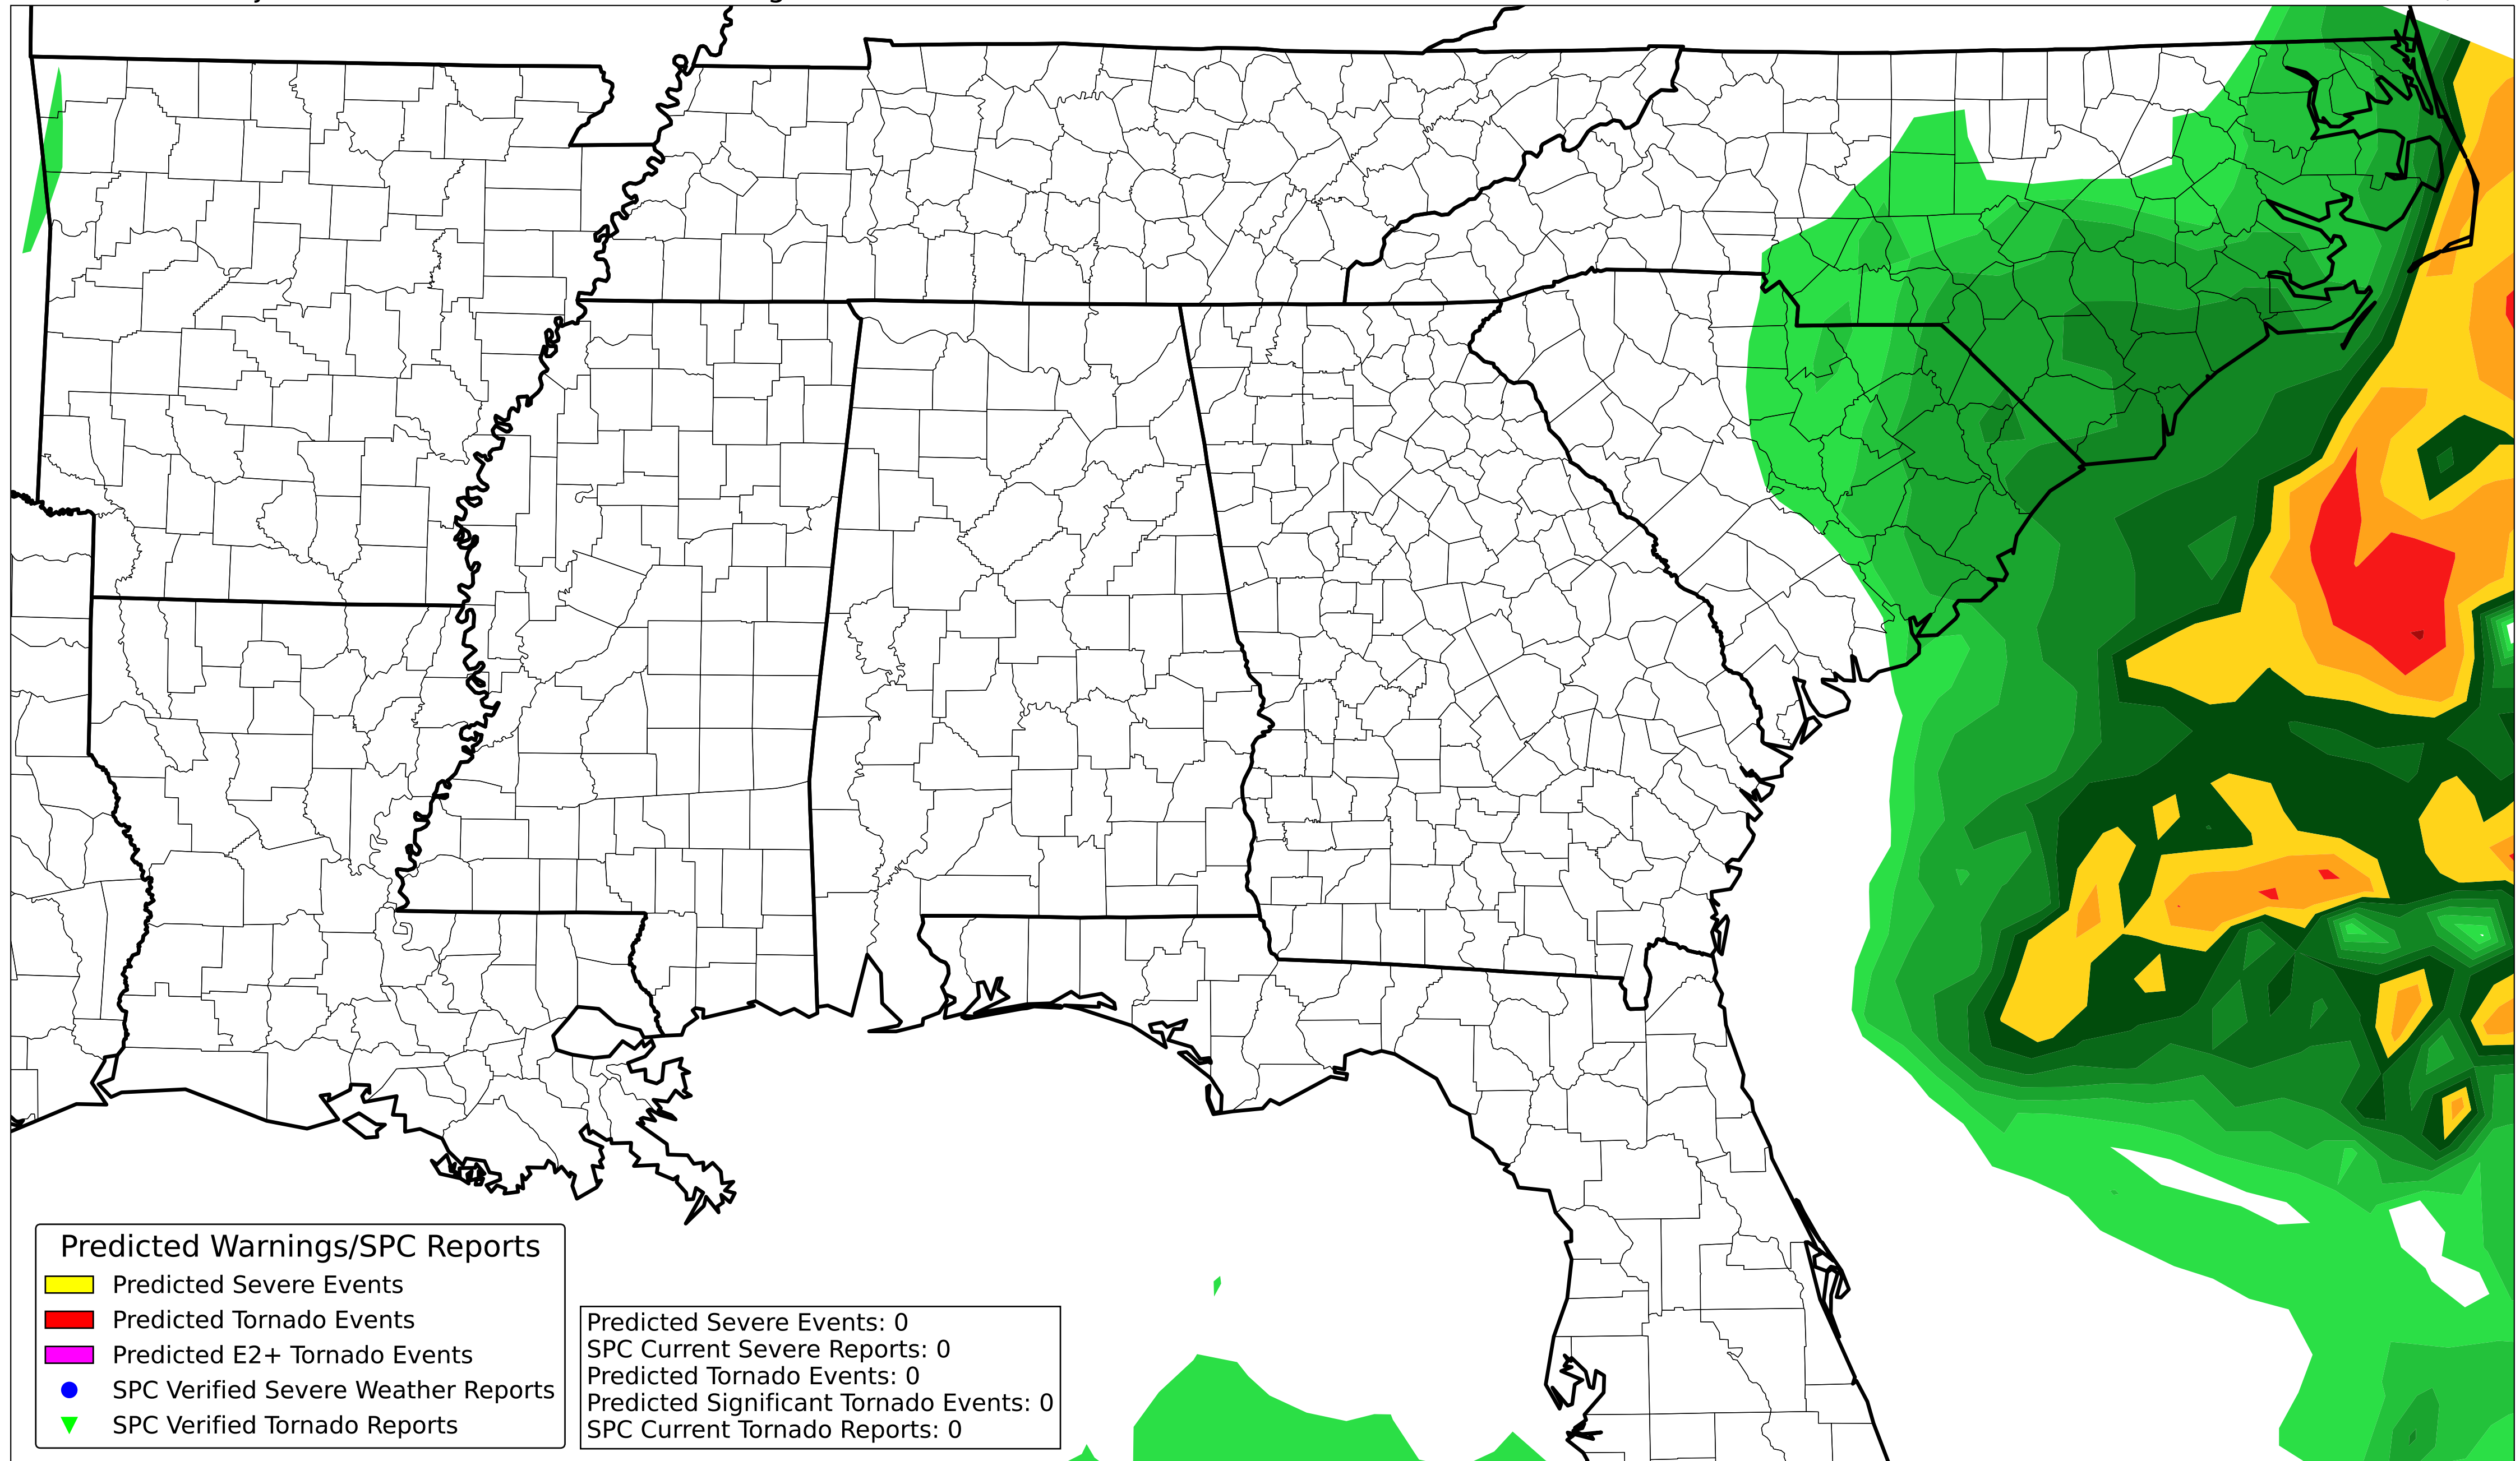 Predicted Warnings/SPC Reports
Predicted Severe Events
Predicted Tornado Events
Predicted E2+ Tornado Events
SPC Verified Severe Weather Reports
SPC Verified Tornado Reports
Predicted Severe Events: 0
SPC Current Severe Reports: 0
Predicted Tornado Events: 0
Predicted Significant Tornado Events: 0
SPC Current Tornado Reports: 0